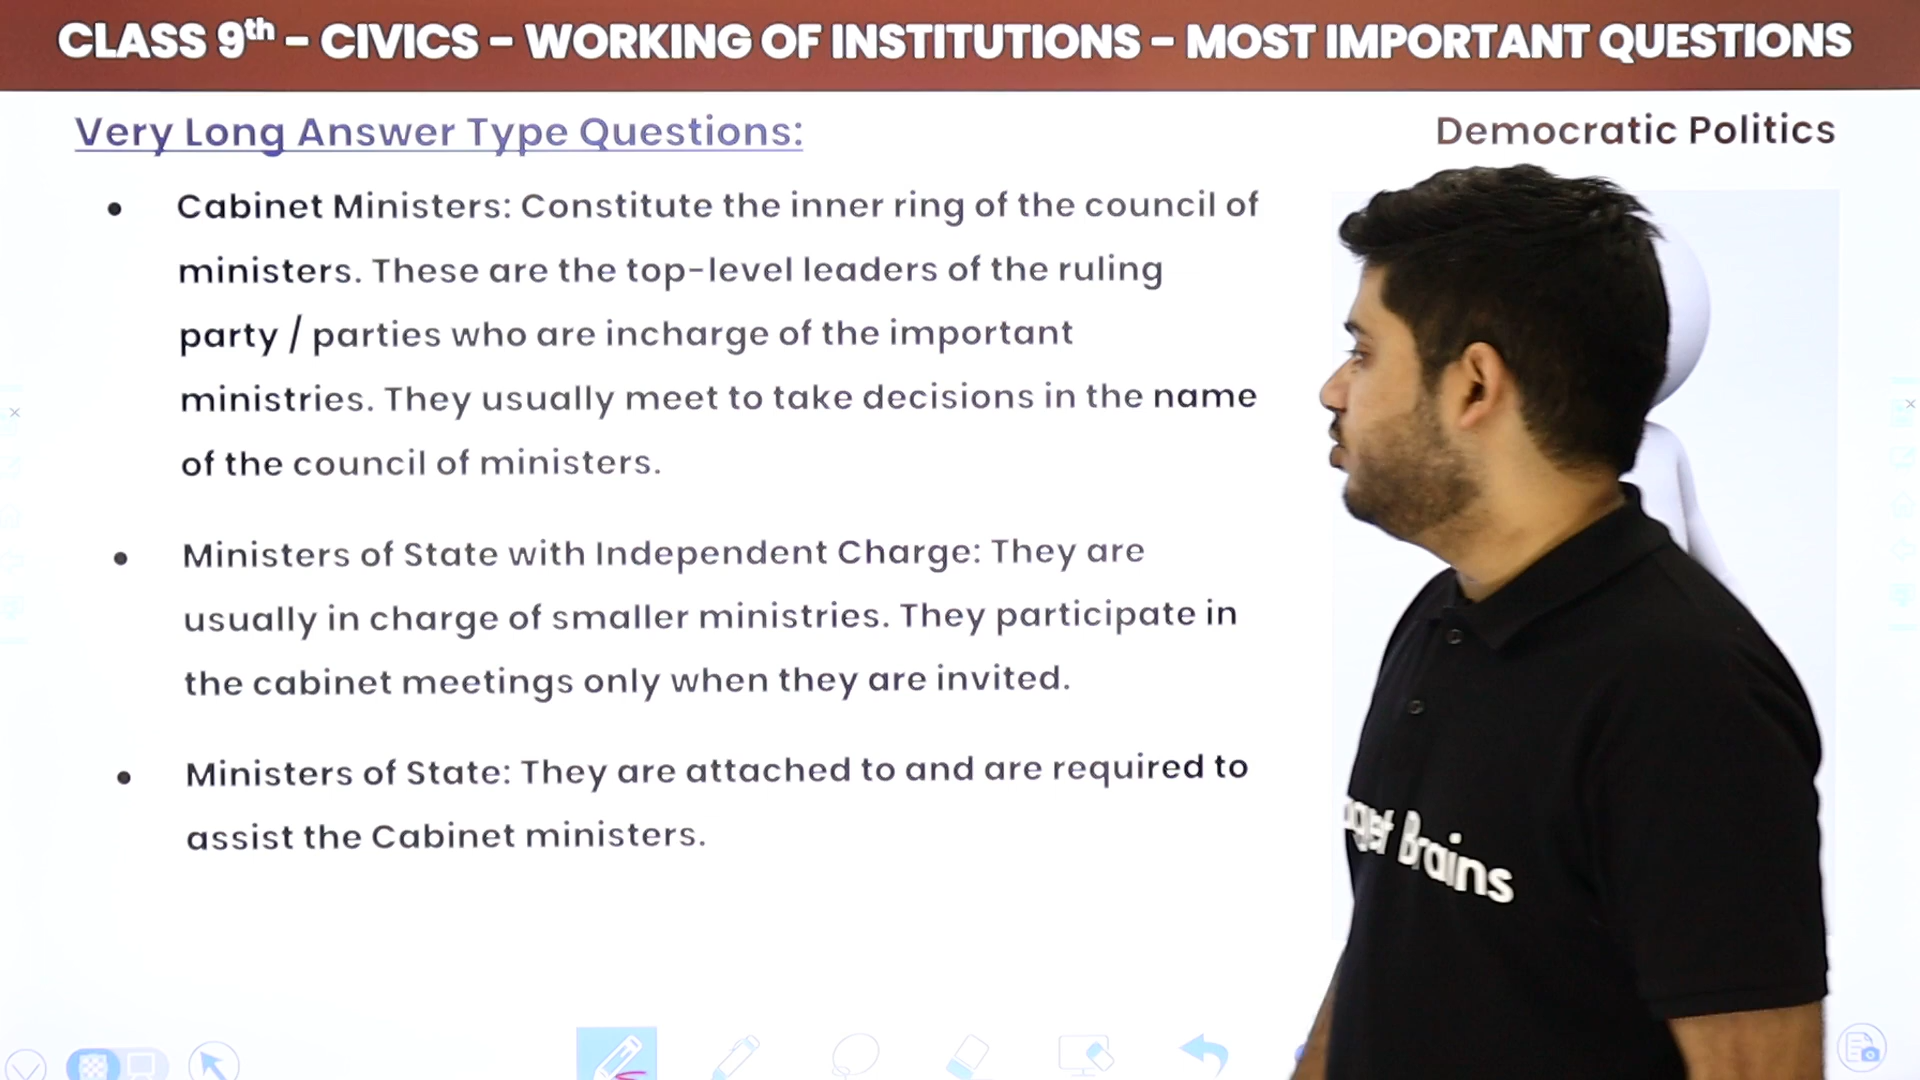 CLASS 9th - CIVICS - WORKING OF INSTITUTIONS - MOST IMPORTANT QUESTIONS
Very Long Answer Type Questions:
Democratic Politics
• Cabinet Ministers: Constitute the inner ring of the council of
ministers. These are the top-level leaders of the ruling
party / parties who are incharge of the important
ministries. They usually meet to take decisions in the name
of the council of ministers.
• Ministers of State with Independent Charge: They are
usually in charge of smaller ministries. They participate in
the cabinet meetings only when they are invited.
• Ministers of State: They are attached to and are required to
assist the Cabinet ministers.
Brains